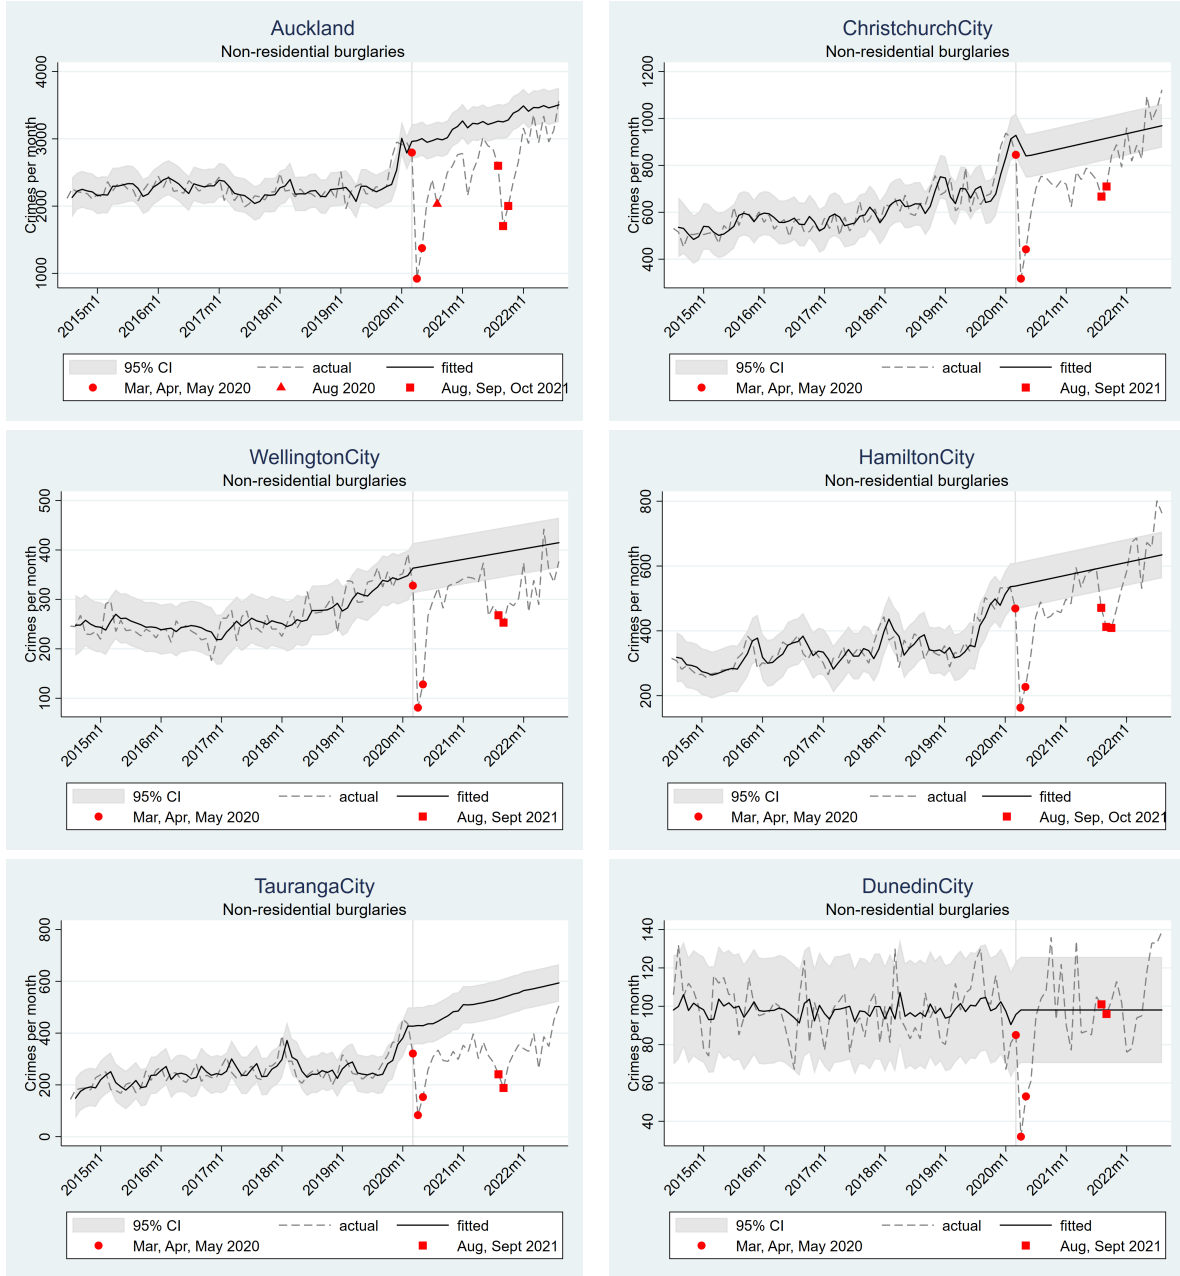 Auckland
Non-residential burglaries
Crimes per month
4000
3000
2000
1000
2015m1 2016m1 2017m1 2018m1 2019m1 2020m1 2021m1 2022m1
95% CI actual fitted
Mar, Apr, May 2020 Aug 2020 Aug, Sep, Oct 2021
ChristchurchCity
Non-residential burglaries
Crimes per month
1200
1000
800
600
400
2015m1 2016m1 2017m1 2018m1 2019m1 2020m1 2021m1 2022m1
95% CI actual fitted
Mar, Apr, May 2020 Aug, Sept 2021
WellingtonCity
Non-residential burglaries
Crimes per month
500
400
300
200
100
2015m1 2016m1 2017m1 2018m1 2019m1 2020m1 2021m1 2022m1
95% CI actual fitted
Mar, Apr, May 2020 Aug, Sept 2021
HamiltonCity
Non-residential burglaries
Crimes per month
800
600
400
200
2015m1 2016m1 2017m1 2018m1 2019m1 2020m1 2021m1 2022m1
95% CI actual fitted
Mar, Apr, May 2020 Aug, Sep, Oct 2021
TaurangaCity
Non-residential burglaries
Crimes per month
800
600
400
200
0
2015m1 2016m1 2017m1 2018m1 2019m1 2020m1 2021m1 2022m1
95% CI actual fitted
Mar, Apr, May 2020 Aug, Sept 2021
DunedinCity
Non-residential burglaries
Crimes per month
140
120
100
80
60
40
2015m1 2016m1 2017m1 2018m1 2019m1 2020m1 2021m1 2022m1
95% CI actual fitted
Mar, Apr, May 2020 Aug, Sept 2021